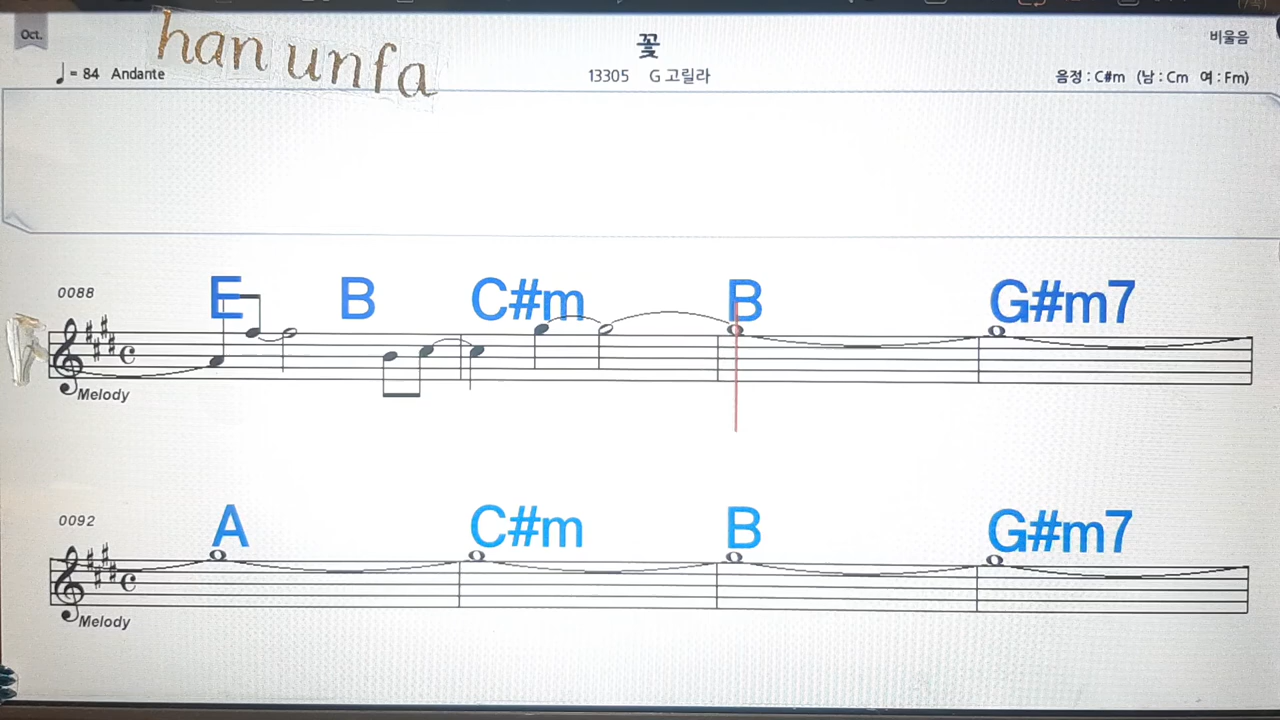 Oct.
han unfa
꽃
비울음
♩= 84 Andante
13305 G 고릴라
음정 : C#m (남 : Cm 여 : Fm)
0088
E B C#m B G#m7
Melody
0092
A C#m B G#m7
Melody